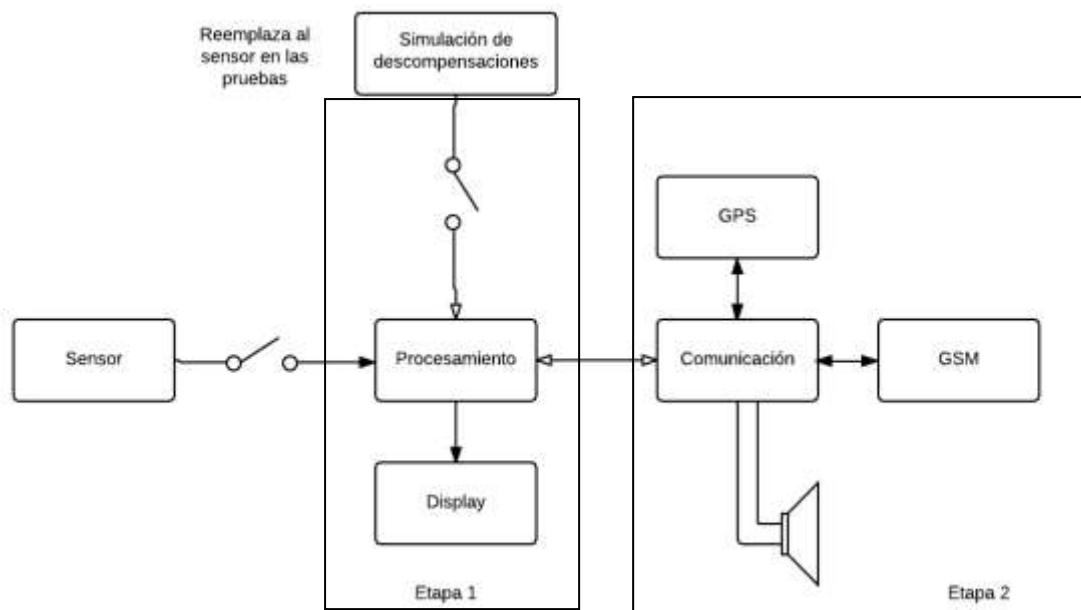 Reemplaza al
sensor en las
pruebas
Simulación de
descompensaciones
GPS
Sensor
Procesamiento
Comunicación
GSM
Display
Etapa 1
Etapa 2